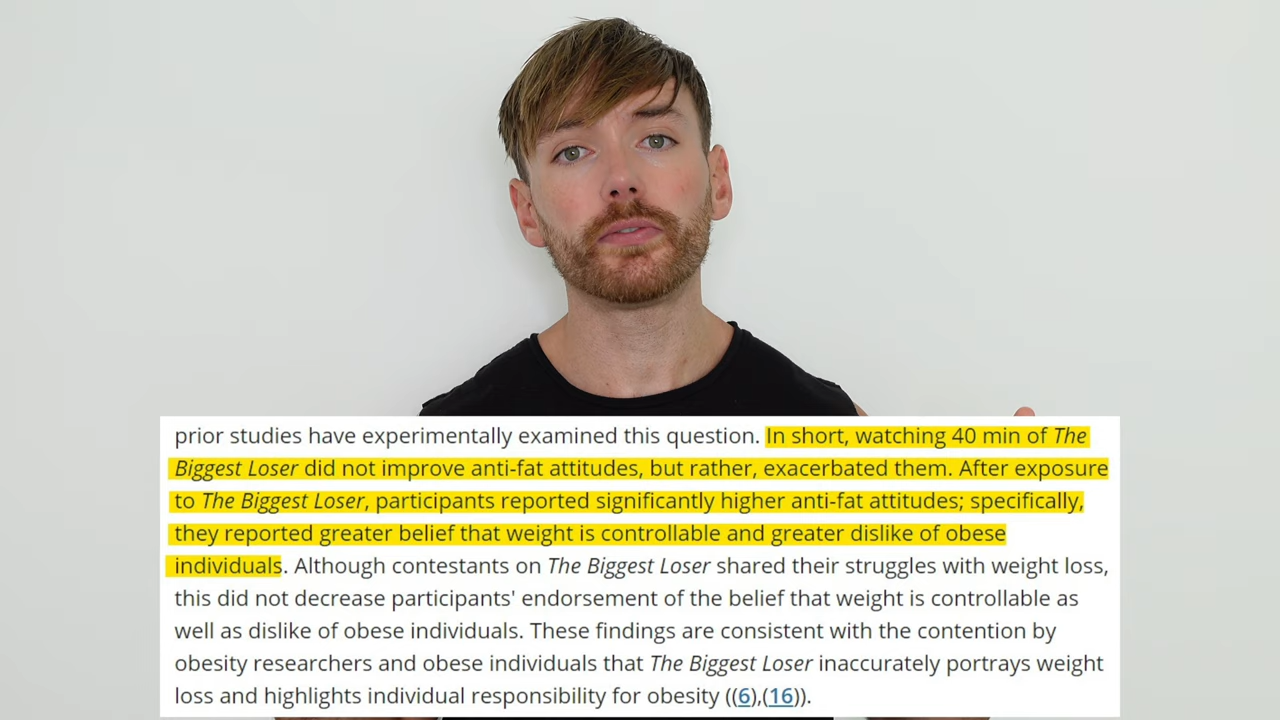 prior studies have experimentally examined this question. In short, watching 40 min of The
Biggest Loser did not improve anti-fat attitudes, but rather, exacerbated them. After exposure
to The Biggest Loser, participants reported significantly higher anti-fat attitudes; specifically,
they reported greater belief that weight is controllable and greater dislike of obese
individuals. Although contestants on The Biggest Loser shared their struggles with weight loss,
this did not decrease participants' endorsement of the belief that weight is controllable as
well as dislike of obese individuals. These findings are consistent with the contention by
obesity researchers and obese individuals that The Biggest Loser inaccurately portrays weight
loss and highlights individual responsibility for obesity ((6),(16)).